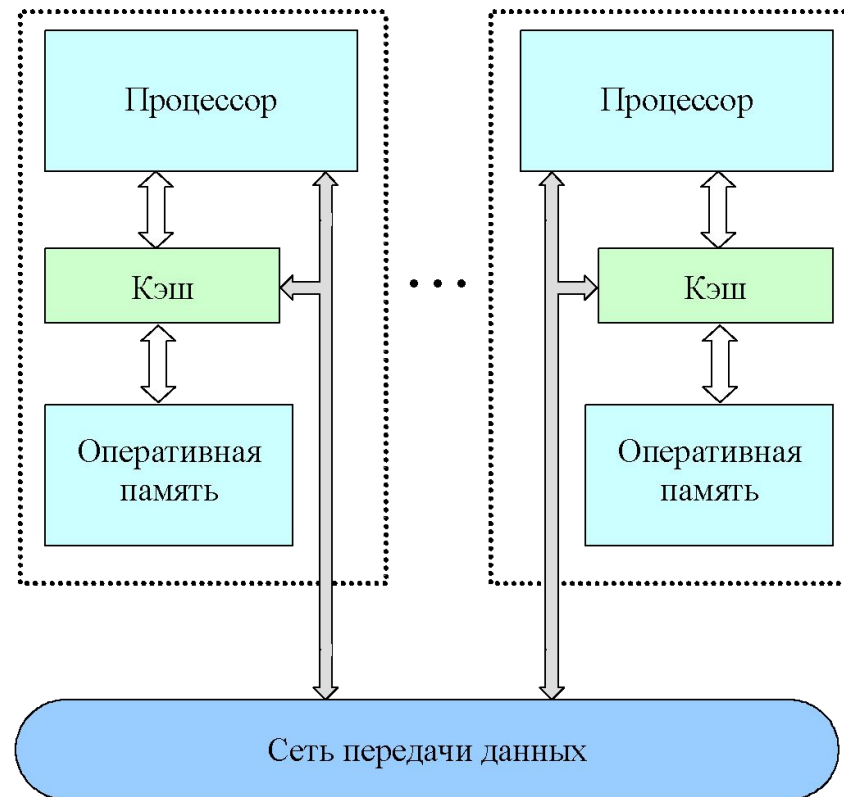 Процессор
Процессор
Кэш
• • •
Кэш
Оперативная
память
Оперативная
память
Сеть передачи данных